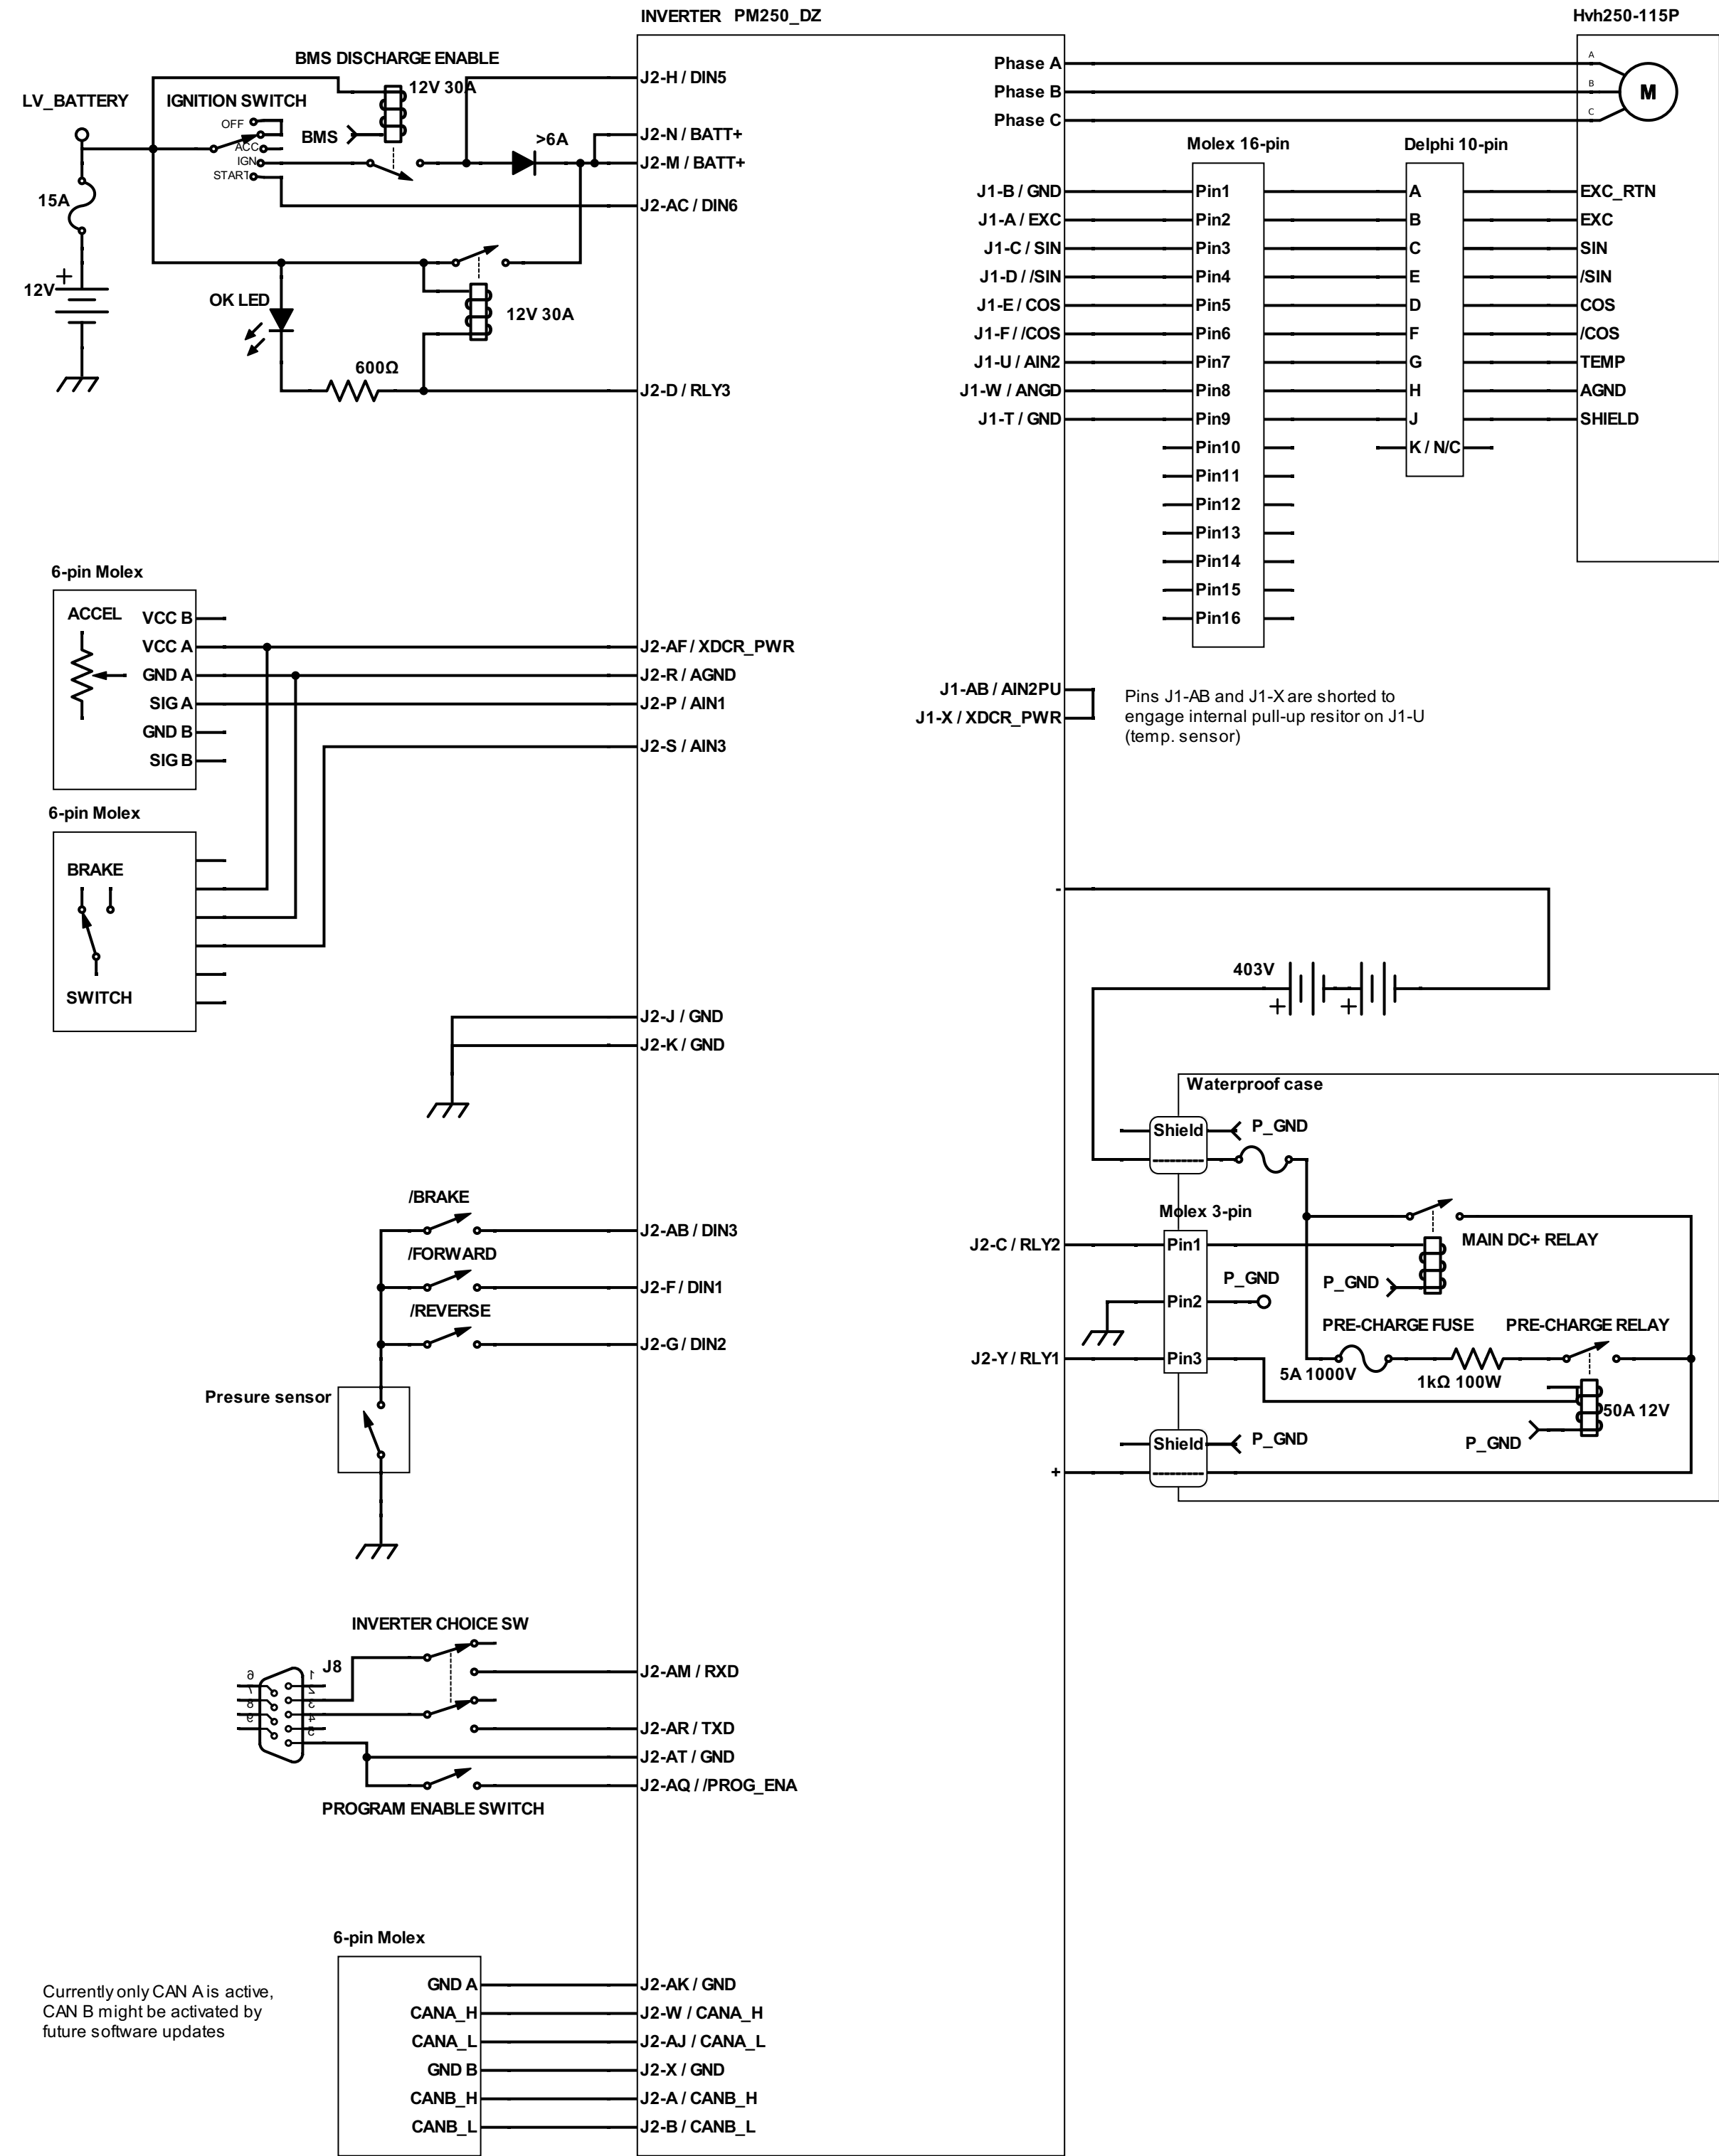 INVERTER PM250_DZ
Hvh250-115P
BMS DISCHARGE ENABLE
12V 30A
LV_BATTERY
IGNITION SWITCH
OFF
ACC
IGN
START
BMS
>6A
15A
+
12V
OK LED
12V 30A
600Ω
J2-H / DIN5
J2-N / BATT+
J2-M / BATT+
J2-AC / DIN6
J2-D / RLY3
Phase A
Phase B
Phase C
A
B
C
M
Molex 16-pin
Delphi 10-pin
J1-B / GND
Pin1
A
EXC_RTN
J1-A / EXC
Pin2
B
EXC
J1-C / SIN
Pin3
C
SIN
J1-D / /SIN
Pin4
E
/SIN
J1-E / COS
Pin5
D
COS
J1-F / /COS
Pin6
F
/COS
J1-U / AIN2
Pin7
G
TEMP
J1-W / ANGD
Pin8
H
AGND
J1-T / GND
Pin9
J
SHIELD
Pin10
K / N/C
Pin11
Pin12
Pin13
Pin14
Pin15
Pin16
6-pin Molex
ACCEL
VCC B
VCC A
GND A
SIG A
GND B
SIG B
J2-AF / XDCR_PWR
J2-R / AGND
J2-P / AIN1
J2-S / AIN3
J1-AB / AIN2PU
J1-X / XDCR_PWR
Pins J1-AB and J1-X are shorted to
engage internal pull-up resitor on J1-U
(temp. sensor)
6-pin Molex
BRAKE
SWITCH
J2-J / GND
J2-K / GND
-
403V
+
+
Waterproof case
Shield
P_GND
Molex 3-pin
J2-C / RLY2
Pin1
MAIN DC+ RELAY
P_GND
P_GND
Pin2
PRE-CHARGE FUSE
PRE-CHARGE RELAY
J2-Y / RLY1
Pin3
5A 1000V
1kΩ 100W
50A 12V
P_GND
Shield
P_GND
+
/BRAKE
J2-AB / DIN3
/FORWARD
J2-F / DIN1
/REVERSE
J2-G / DIN2
Presure sensor
INVERTER CHOICE SW
J8
1
2
3
4
5
6
7
8
9
J2-AM / RXD
J2-AR / TXD
J2-AT / GND
J2-AQ / /PROG_ENA
PROGRAM ENABLE SWITCH
6-pin Molex
Currently only CAN A is active,
CAN B might be activated by
future software updates
GND A
J2-AK / GND
CANA_H
J2-W / CANA_H
CANA_L
J2-AJ / CANA_L
GND B
J2-X / GND
CANB_H
J2-A / CANB_H
CANB_L
J2-B / CANB_L